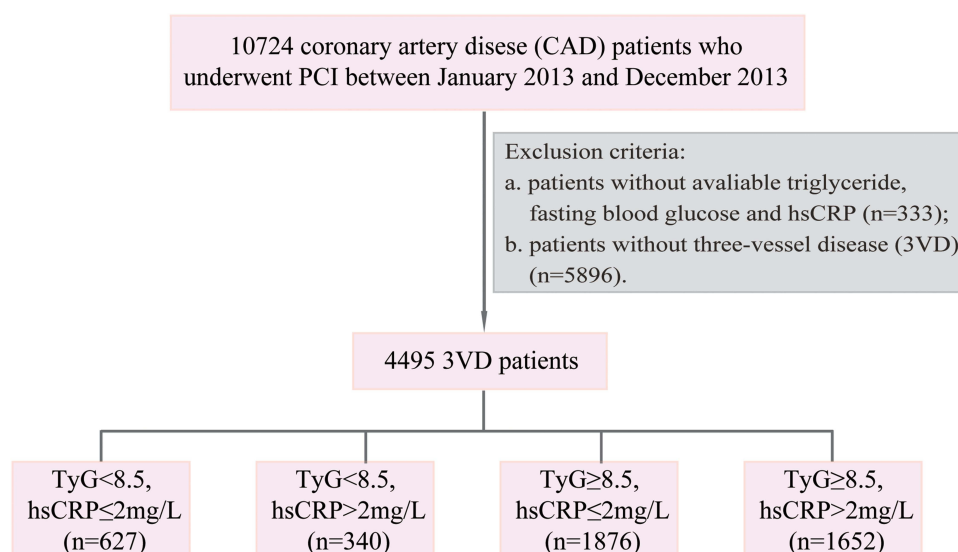 10724 coronary artery disese (CAD) patients who
underwent PCI between January 2013 and December 2013
Exclusion criteria:
a. patients without avaliable triglyceride,
fasting blood glucose and hsCRP (n=333);
b. patients without three-vessel disease (3VD)
(n=5896).
4495 3VD patients
TyG<8.5,
hsCRP≤2mg/L
(n=627)
TyG<8.5,
hsCRP>2mg/L
(n=340)
TyG≥8.5,
hsCRP≤2mg/L
(n=1876)
TyG≥8.5,
hsCRP>2mg/L
(n=1652)